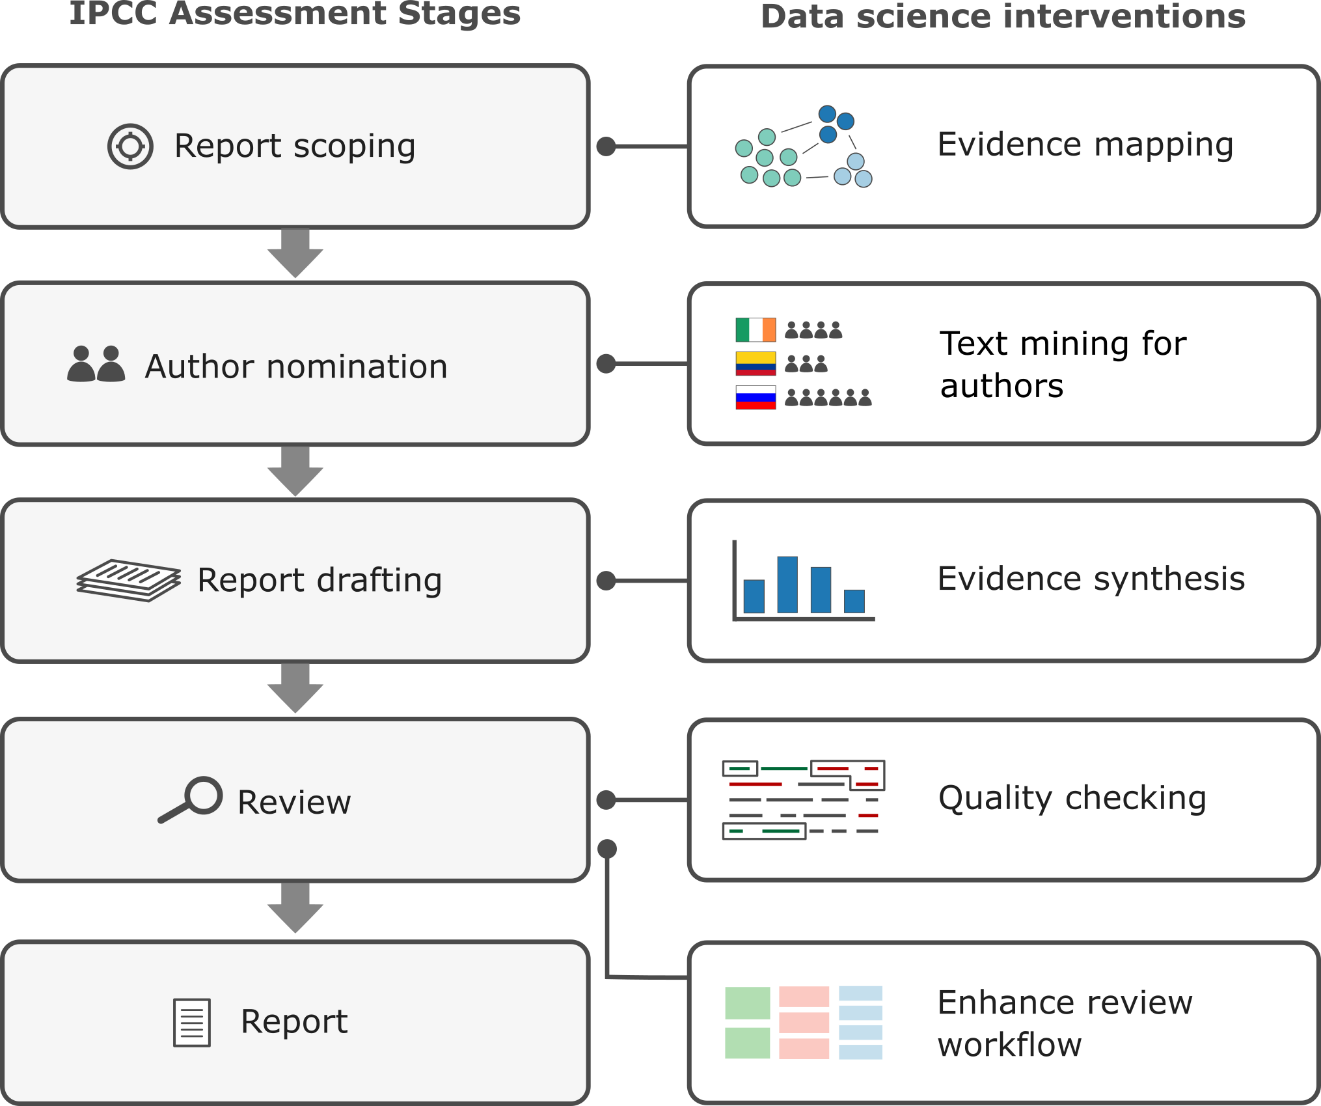 IPCC Assessment Stages
Data science interventions
Report scoping
Evidence mapping
Author nomination
Text mining for
authors
Report drafting
Evidence synthesis
Review
Quality checking
Report
Enhance review
workflow